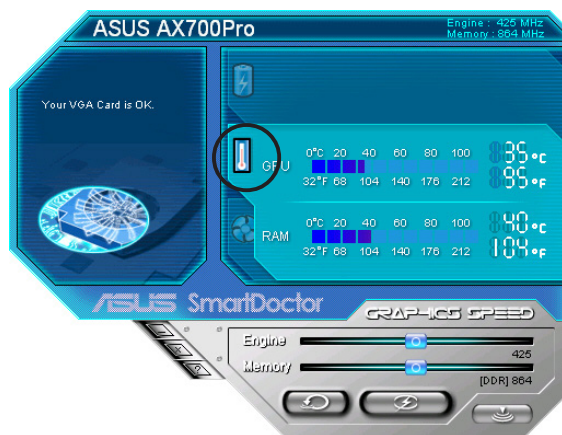 ASUS AX700Pro
Engine : 425 MHz
Memory : 864 MHz
Your VGA Card is OK.
0°C 20 40 60 80 100
GPU
32°F 68 104 140 176 212
35°C
95°F
0°C 20 40 60 80 100
RAM
32°F 68 104 140 176 212
40°C
104°F
ASUS SmartDoctor
GRAPHICS SPEED
Engine
425
Memory
[DDR] 864